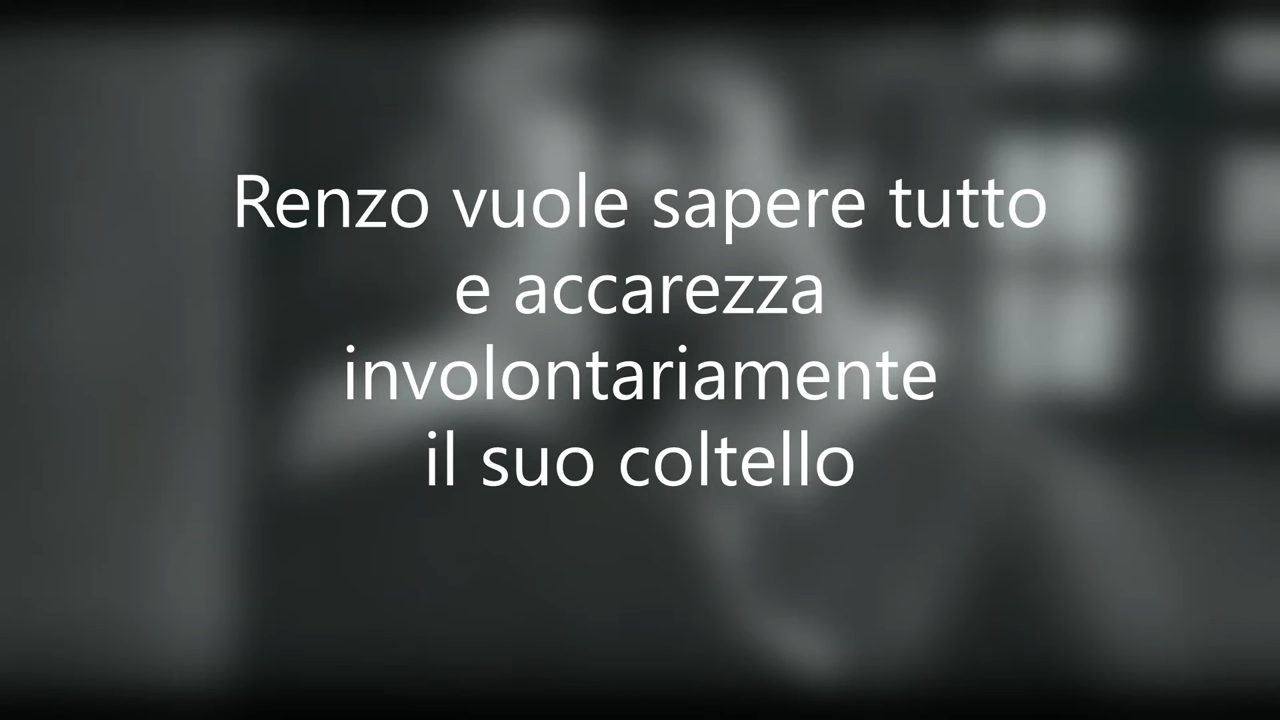 Renzo vuole sapere tutto
e accarezza
involontariamente
il suo coltello